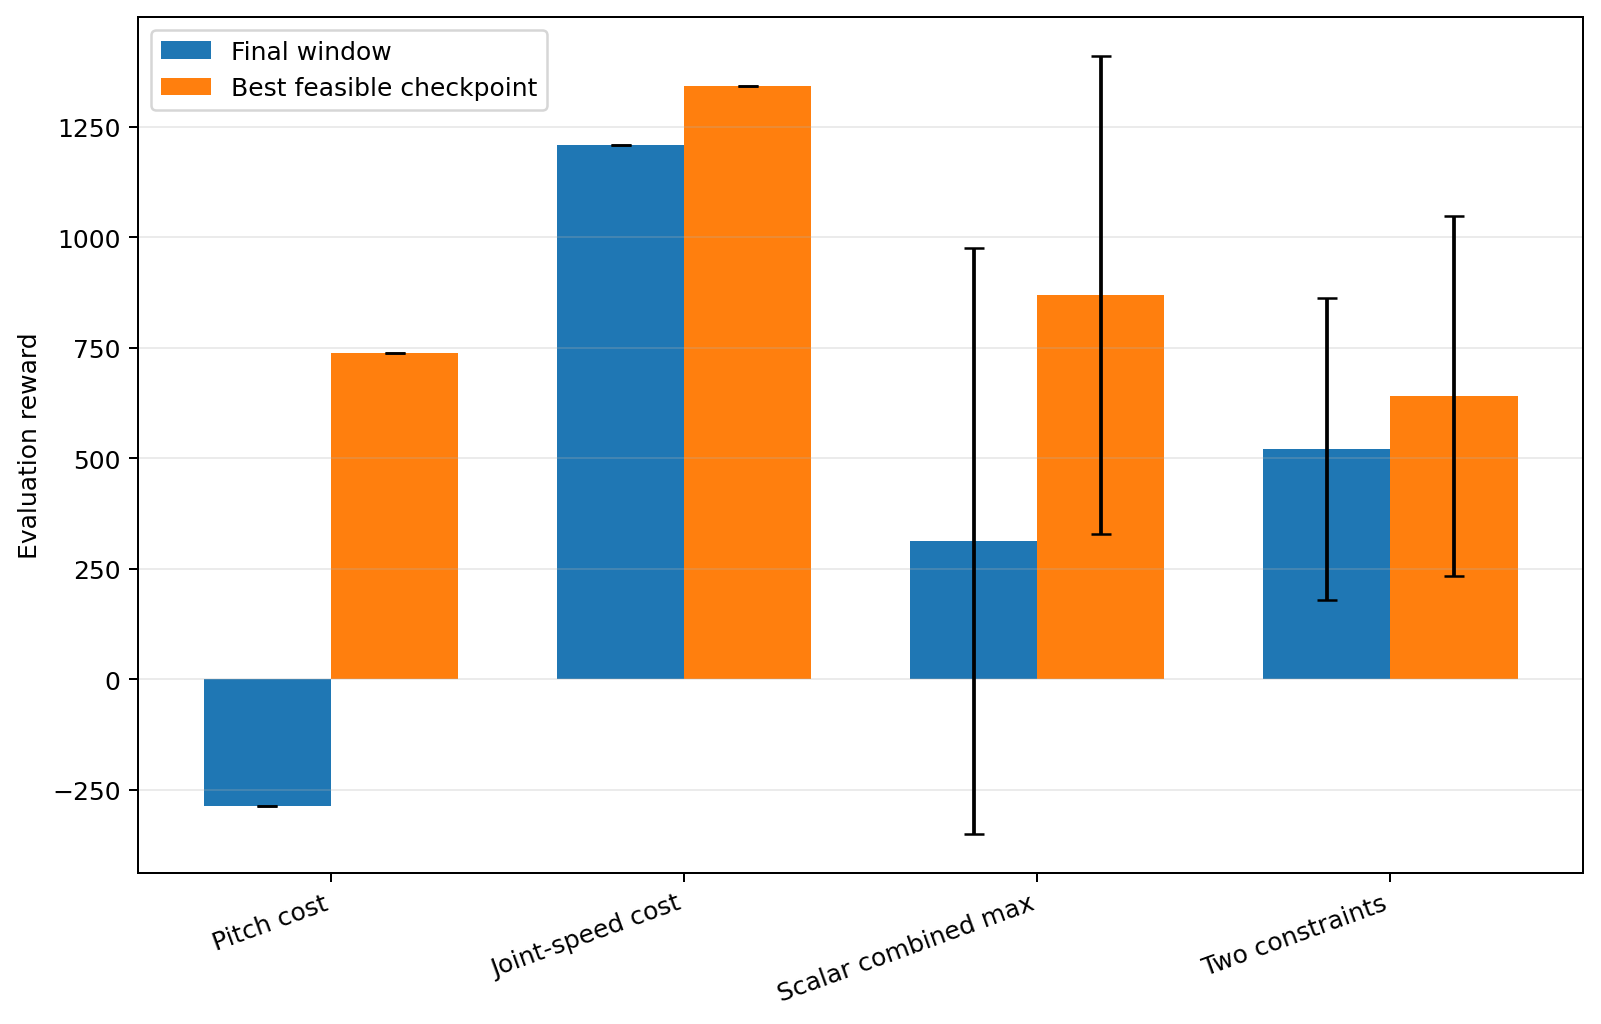 Final window
Best feasible checkpoint
1250
1000
750
500
250
0
−250
Evaluation reward
Pitch cost
Joint-speed cost
Scalar combined max
Two constraints